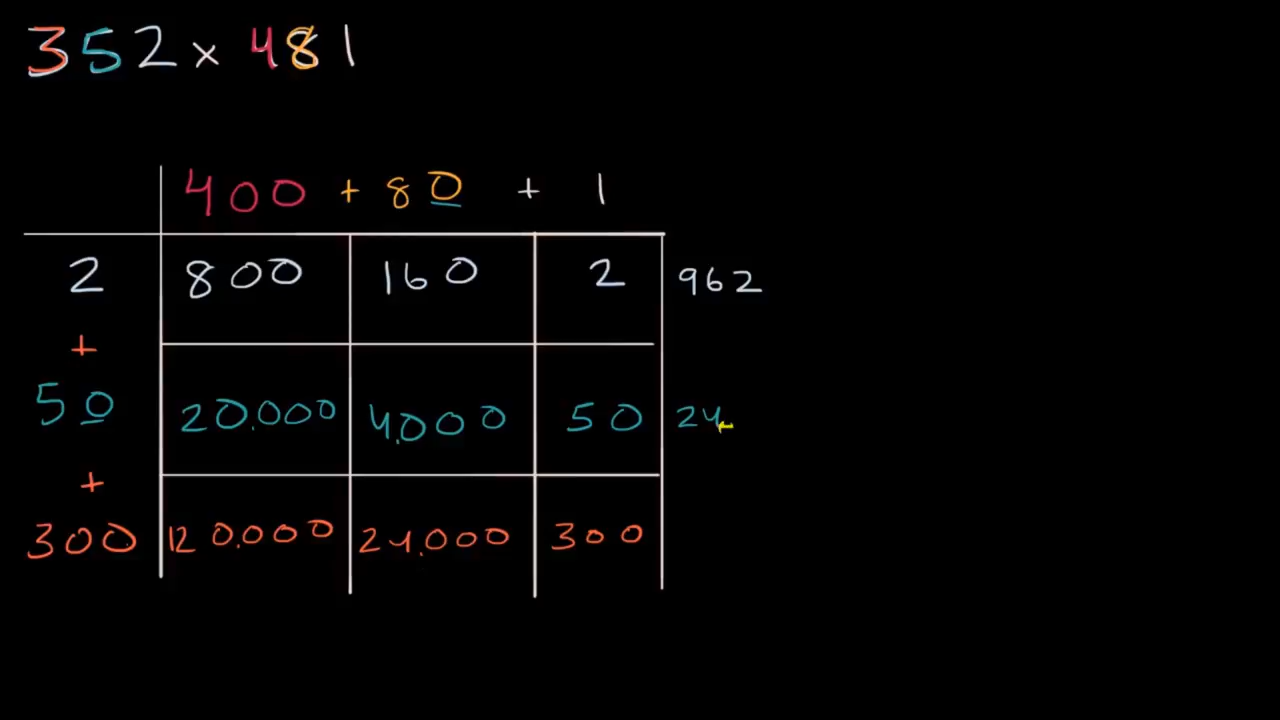 352 × 481
400 + 80 + 1
2 800 160 2 962
+
50 20.000 4.000 50 24
+
300 120.000 24.000 300